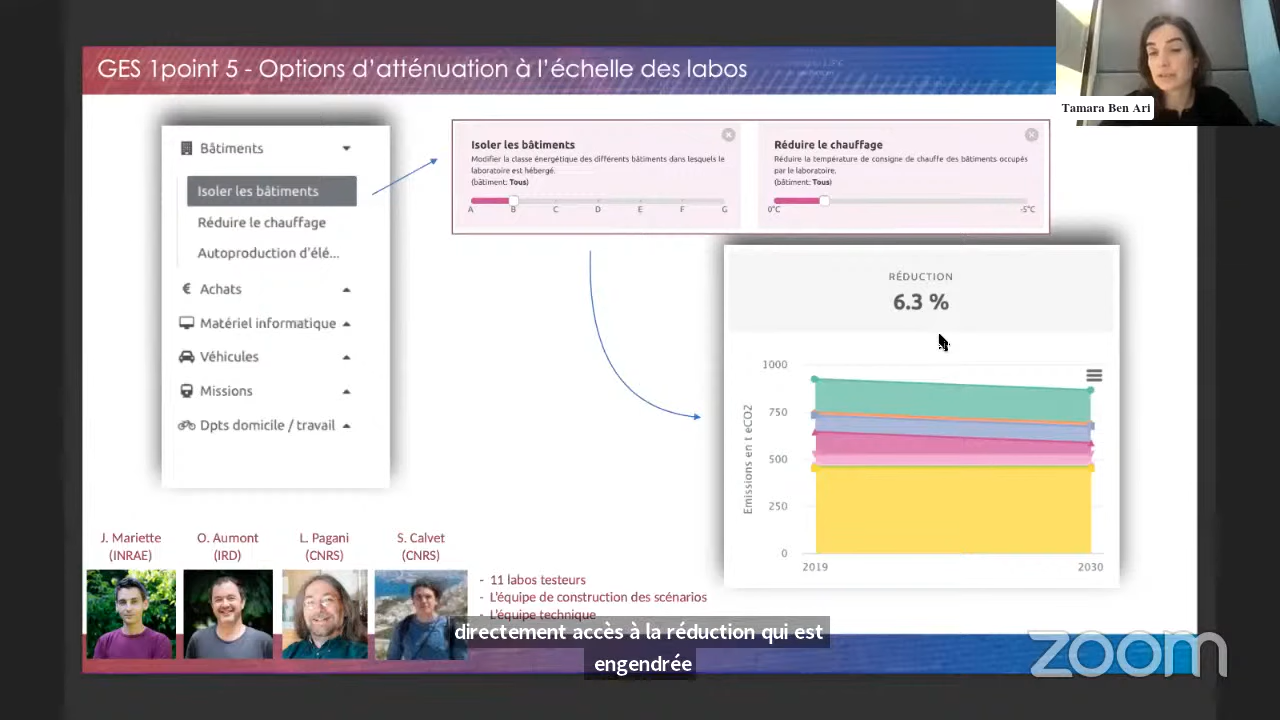 GES 1point 5 - Options d'atténuation à l'échelle des labos
Tamara Ben Ari
Bâtiments
Isoler les bâtiments
Réduire le chauffage
Autoproduction d'élé...
€ Achats
Matériel informatique
Véhicules
Missions
Dpts domicile / travail
Isoler les bâtiments
Modifier la classe énergétique des différents bâtiments dans lesquels le
laboratoire est hébergé.
(bâtiment: Tous)
A B C D E F G
Réduire le chauffage
Réduire la température de consigne de chauffe des bâtiments occupés
par le laboratoire.
(bâtiment: Tous)
0°C -5°C
RÉDUCTION
6.3 %
Emissions en t eCO2
1000
750
500
250
0
2019 2030
J. Mariette
(INRAE)
O. Aumont
(IRD)
L. Pagani
(CNRS)
S. Calvet
(CNRS)
- 11 labos testeurs
- L'équipe de construction des scénarios
- L'équipe technique
directement accès à la réduction qui est
engendrée
zoom